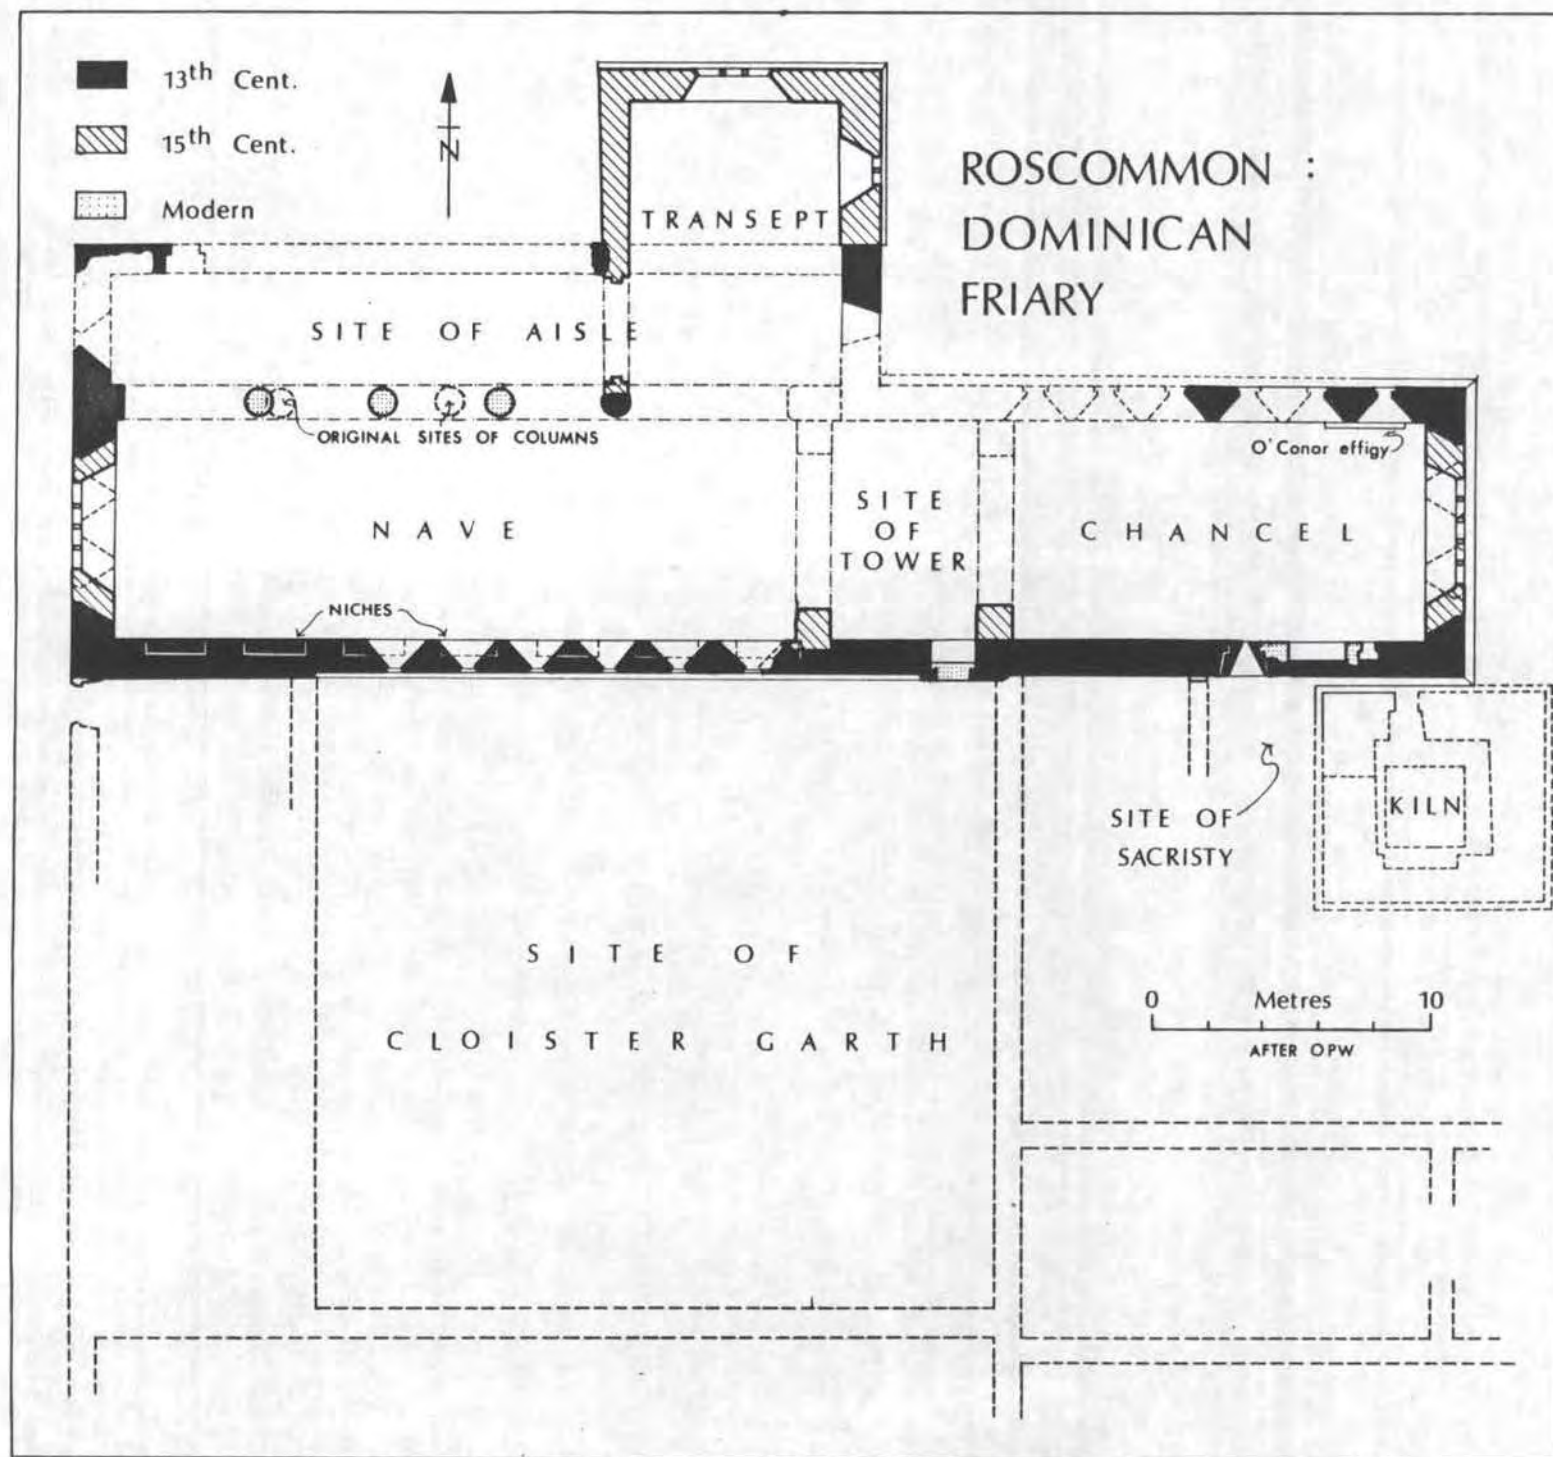 13th Cent.
15th Cent.
Modern
N
ROSCOMMON :
DOMINICAN
FRIARY
TRANSEPT
SITE OF AISLE
ORIGINAL SITES OF COLUMNS
O'Conor effigy
NAVE
SITE
OF
TOWER
CHANCEL
NICHES
SITE OF
SACRISTY
KILN
SITE OF
CLOISTER GARTH
0 Metres 10
AFTER OPW